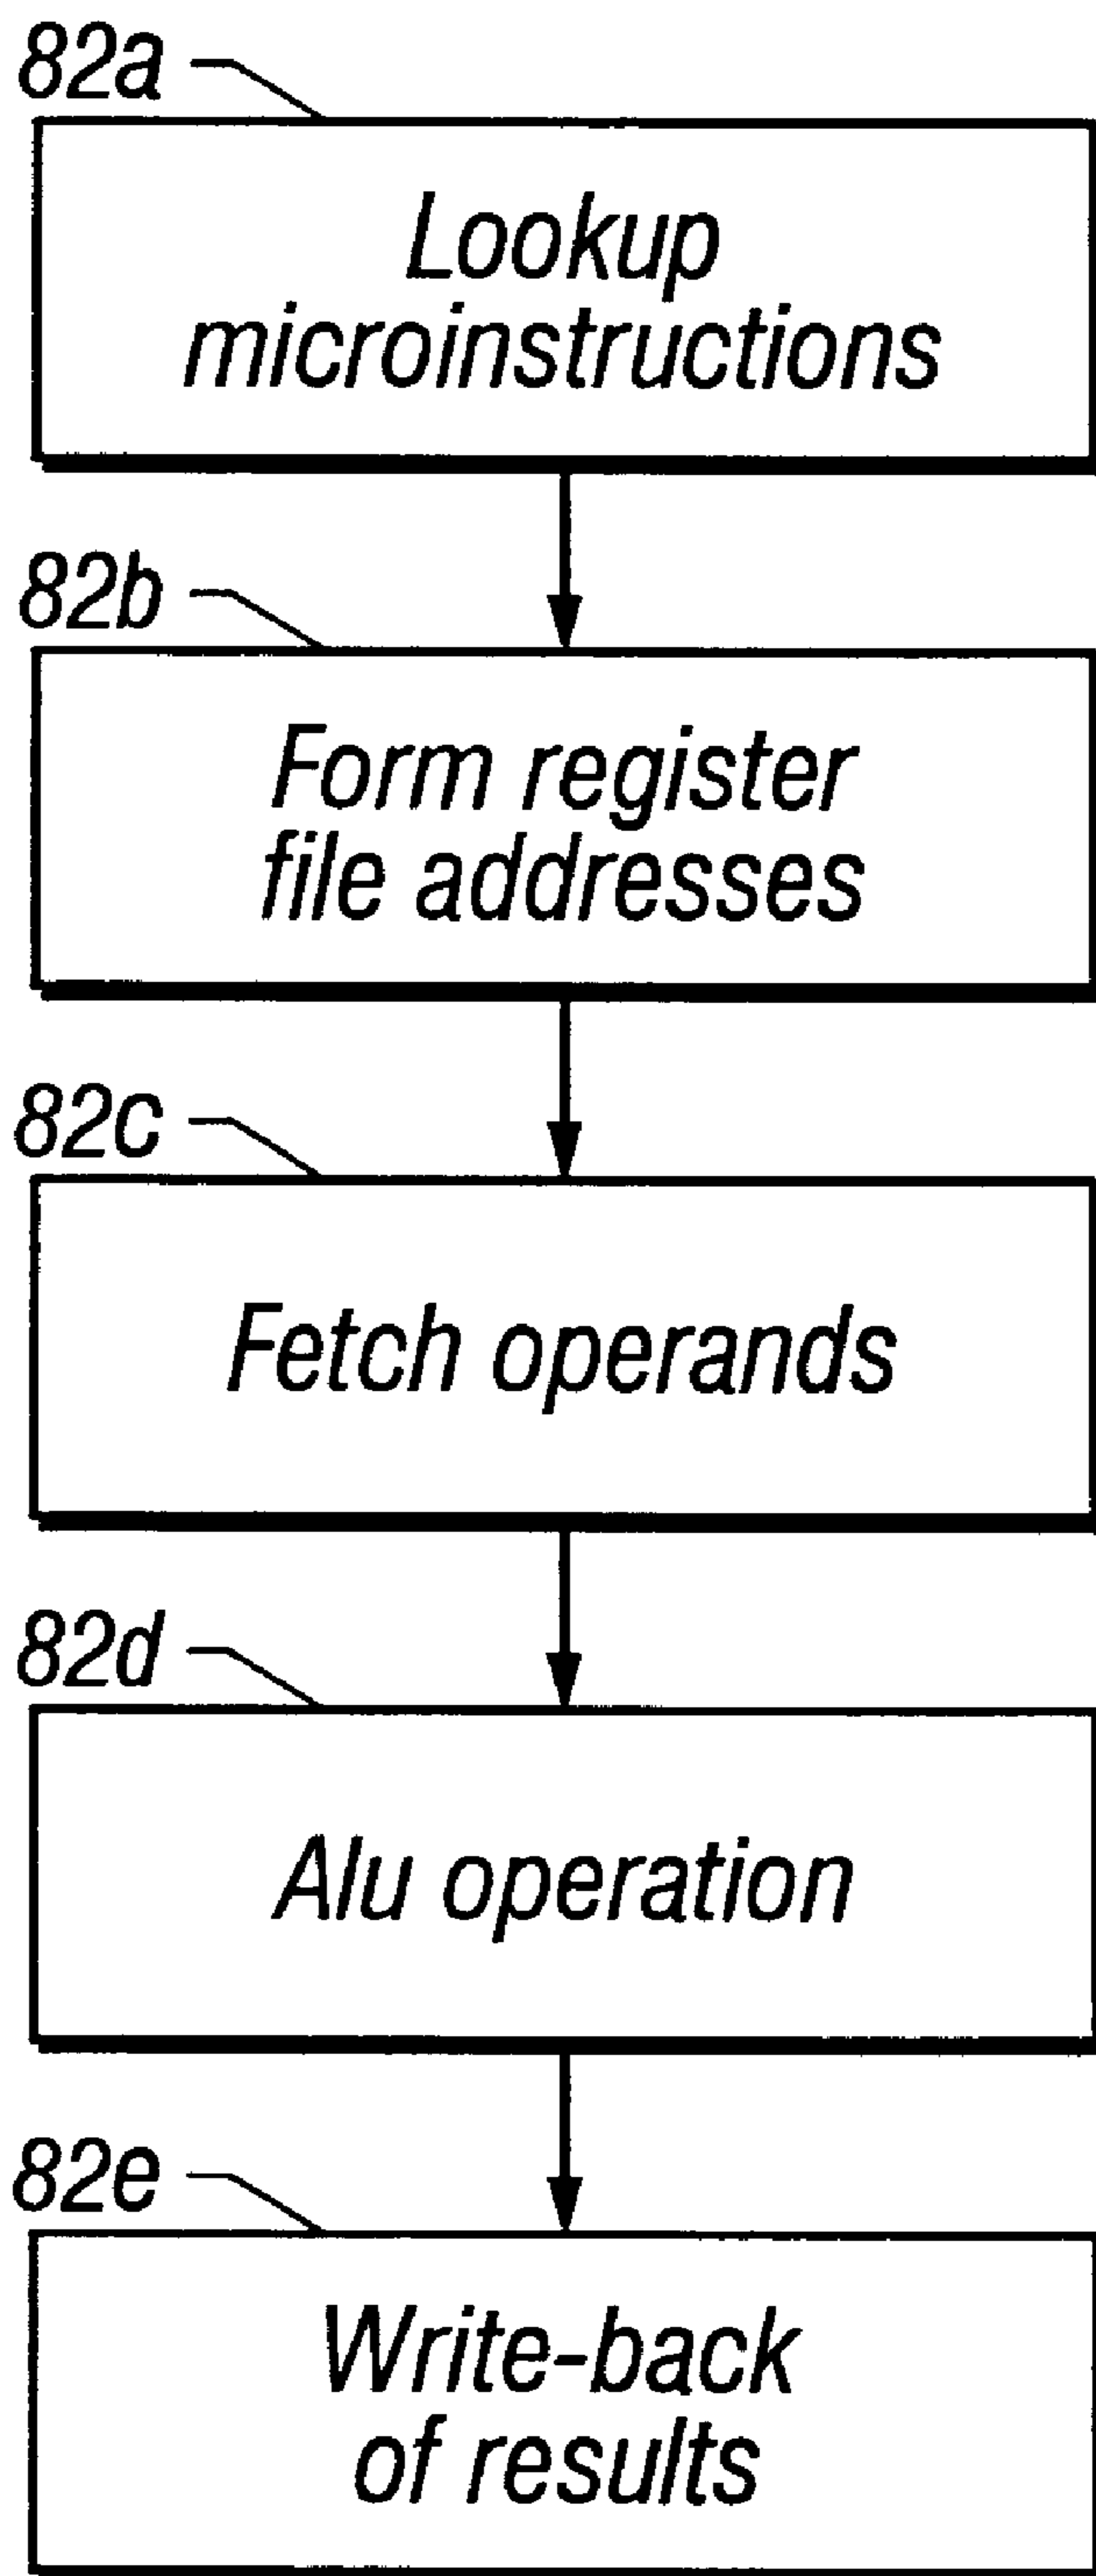 82a
Lookup
microinstructions
82b
Form register
file addresses
82c
Fetch operands
82d
Alu operation
82e
Write-back
of results